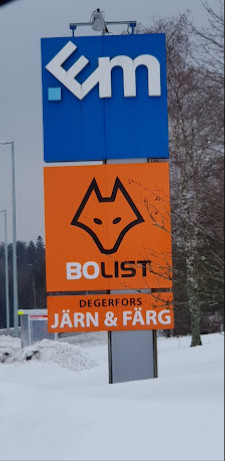 Em
BOLIST
DEGERFORS
JÄRN & FÄRG